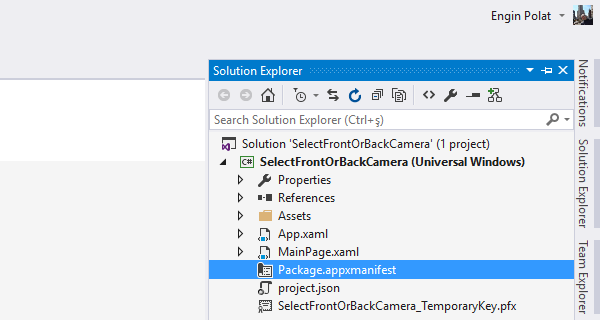 Engin Polat
Solution Explorer
Search Solution Explorer (Ctrl+ş)
Solution 'SelectFrontOrBackCamera' (1 project)
C# SelectFrontOrBackCamera (Universal Windows)
Properties
References
Assets
App.xaml
MainPage.xaml
Package.appxmanifest
project.json
SelectFrontOrBackCamera_TemporaryKey.pfx
Notifications
Solution Explorer
Team Explorer